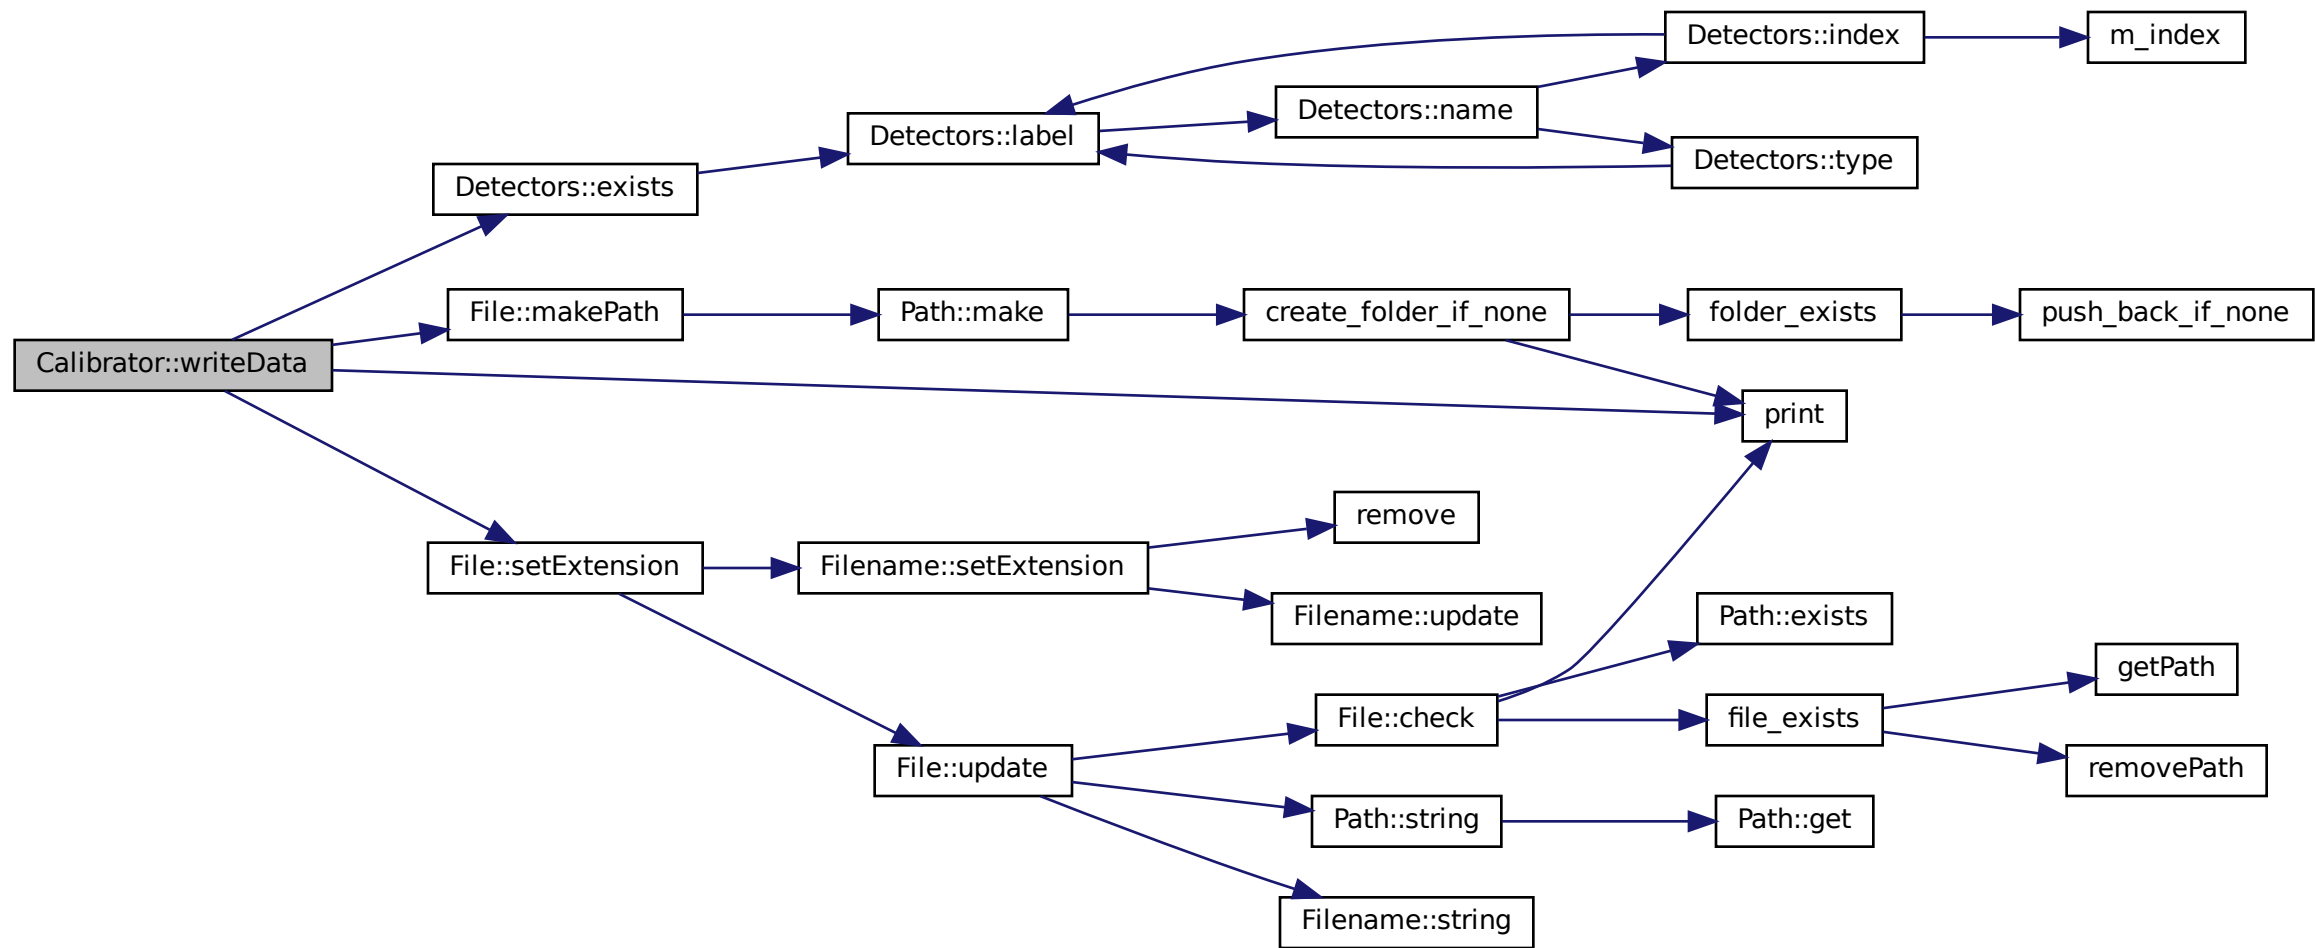 Detectors::index
m_index
Detectors::name
Detectors::label
Detectors::type
Detectors::exists
File::makePath
Path::make
create_folder_if_none
folder_exists
push_back_if_none
Calibrator::writeData
print
remove
File::setExtension
Filename::setExtension
Filename::update
Path::exists
getPath
File::check
file_exists
File::update
removePath
Path::string
Path::get
Filename::string